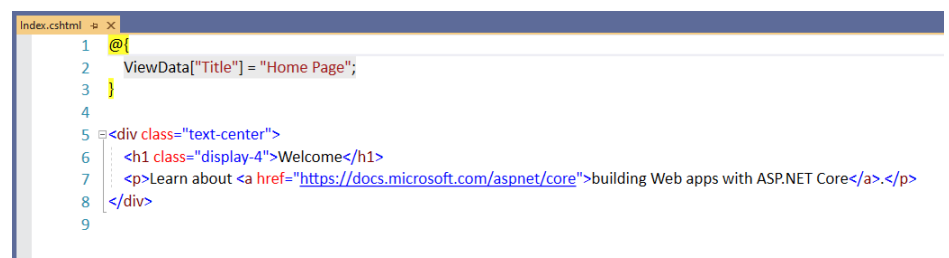 Index.cshtml
1 @{
2 ViewData["Title"] = "Home Page";
3 }
4
5 <div class="text-center">
6 <h1 class="display-4">Welcome</h1>
7 <p>Learn about <a href="https://docs.microsoft.com/aspnet/core">building Web apps with ASP.NET Core</a>.</p>
8 </div>
9